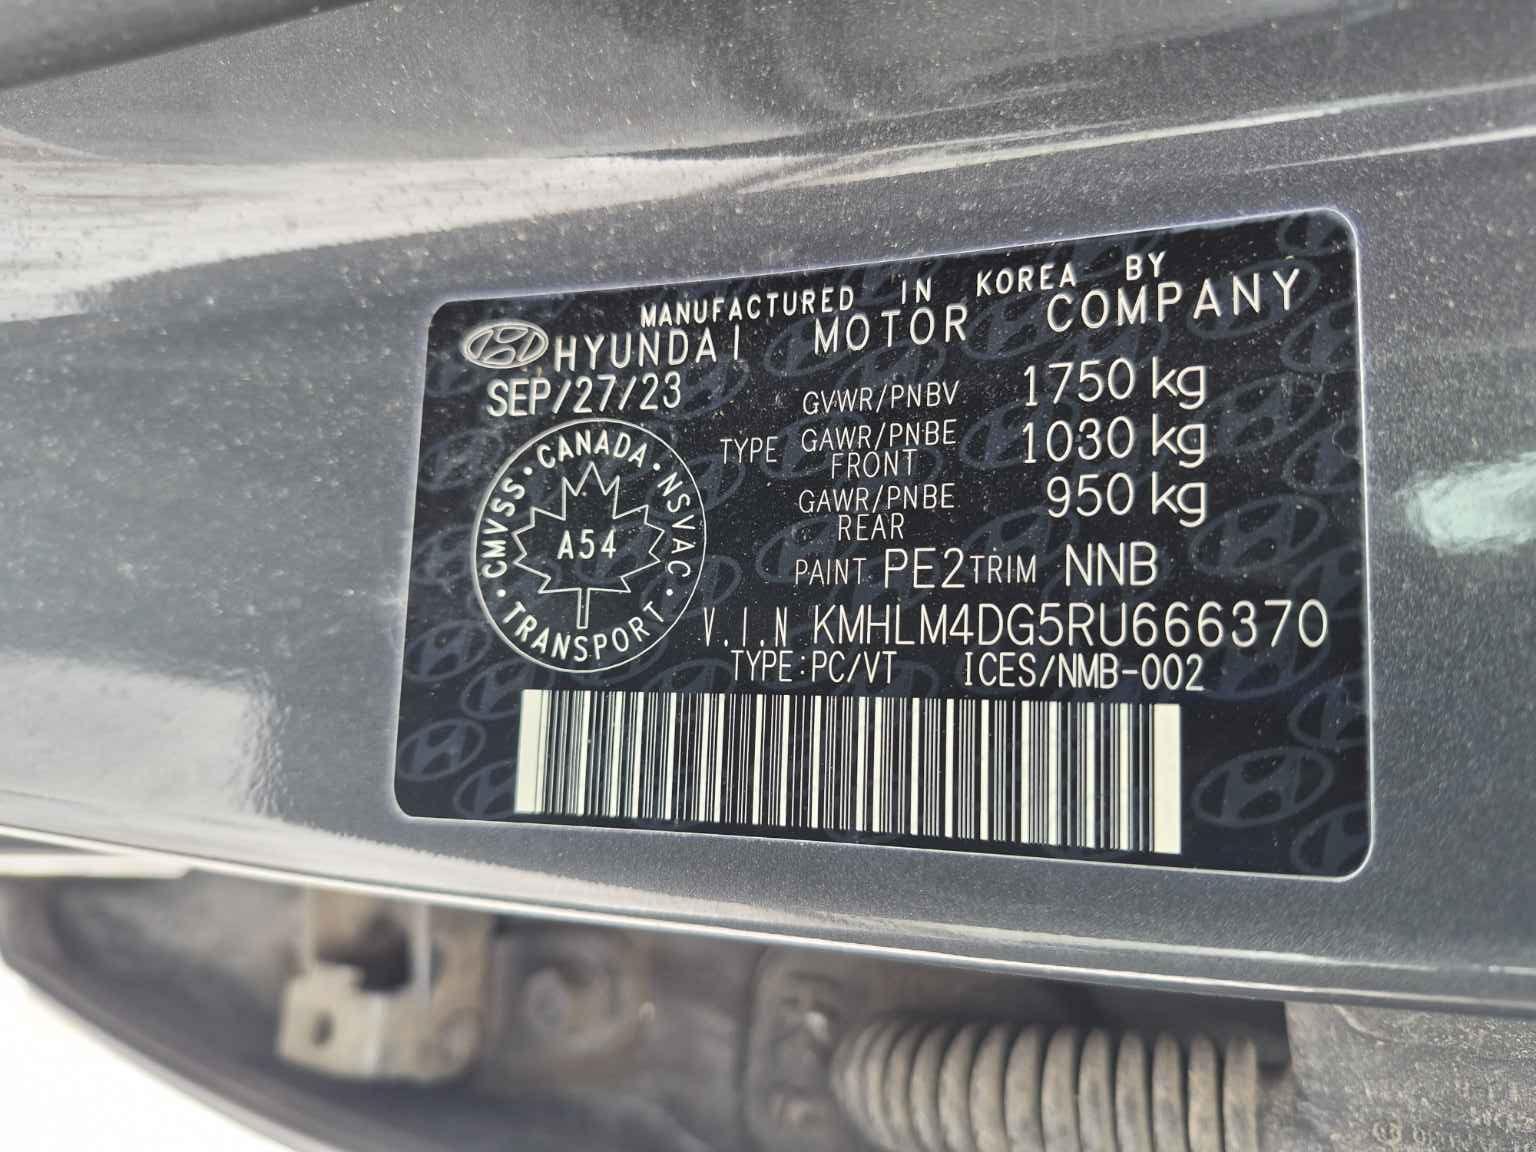 MANUFACTURED IN KOREA BY
HYUNDAI MOTOR COMPANY
SEP/27/23
GVWR/PNBV 1750 kg
TYPE GAWR/PNBE FRONT 1030 kg
GAWR/PNBE REAR 950 kg
CANADA · NSVAC · TRANSPORT · CMVSS ·
A54
PAINT PE2 TRIM NNB
V.I.N KMHLM4DG5RU666370
TYPE:PC/VT ICES/NMB-002